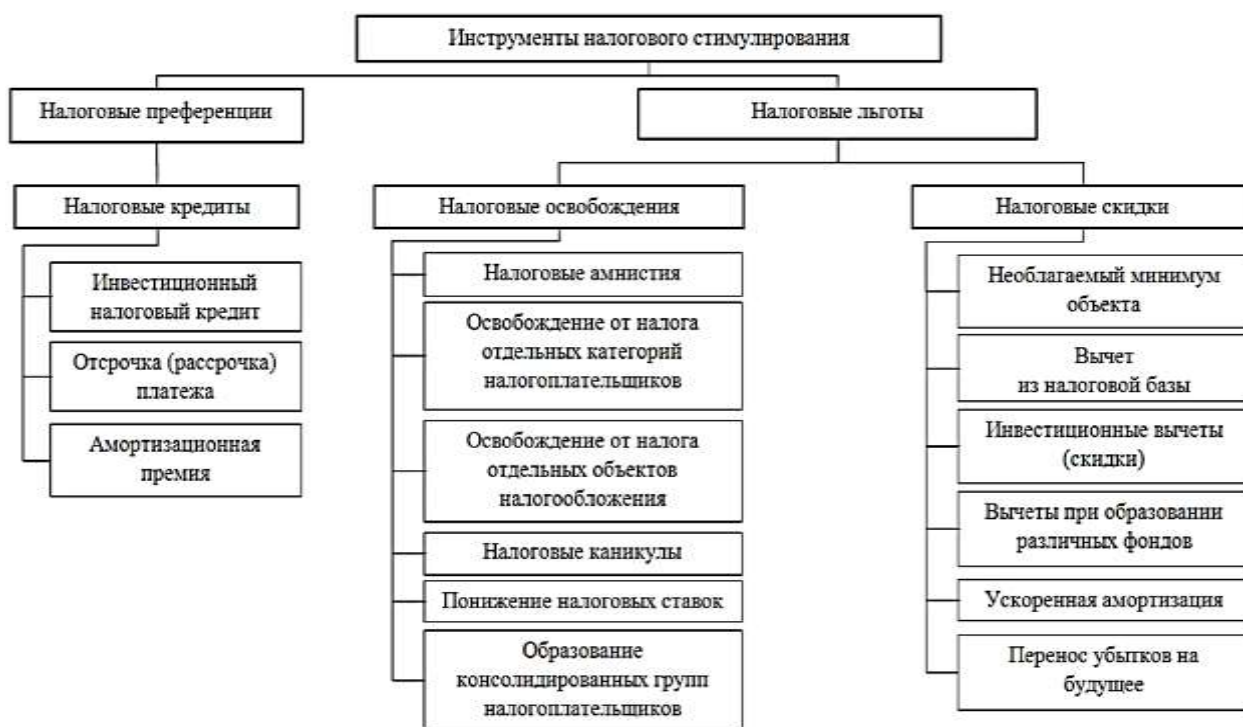 Инструменты налогового стимулирования
Налоговые преференции
Налоговые льготы
Налоговые кредиты
Налоговые освобождения
Налоговые скидки
Инвестиционный
налоговый кредит
Отсрочка (рассрочка)
платежа
Амортизационная
премия
Налоговые амнистия
Освобождение от налога
отдельных категорий
налогоплательщиков
Освобождение от налога
отдельных объектов
налогообложения
Налоговые каникулы
Понижение налоговых ставок
Образование
консолидированных групп
налогоплательщиков
Необлагаемый минимум
объекта
Вычет
из налоговой базы
Инвестиционные вычеты
(скидки)
Вычеты при образовании
различных фондов
Ускоренная амортизация
Перенос убытков на
будущее